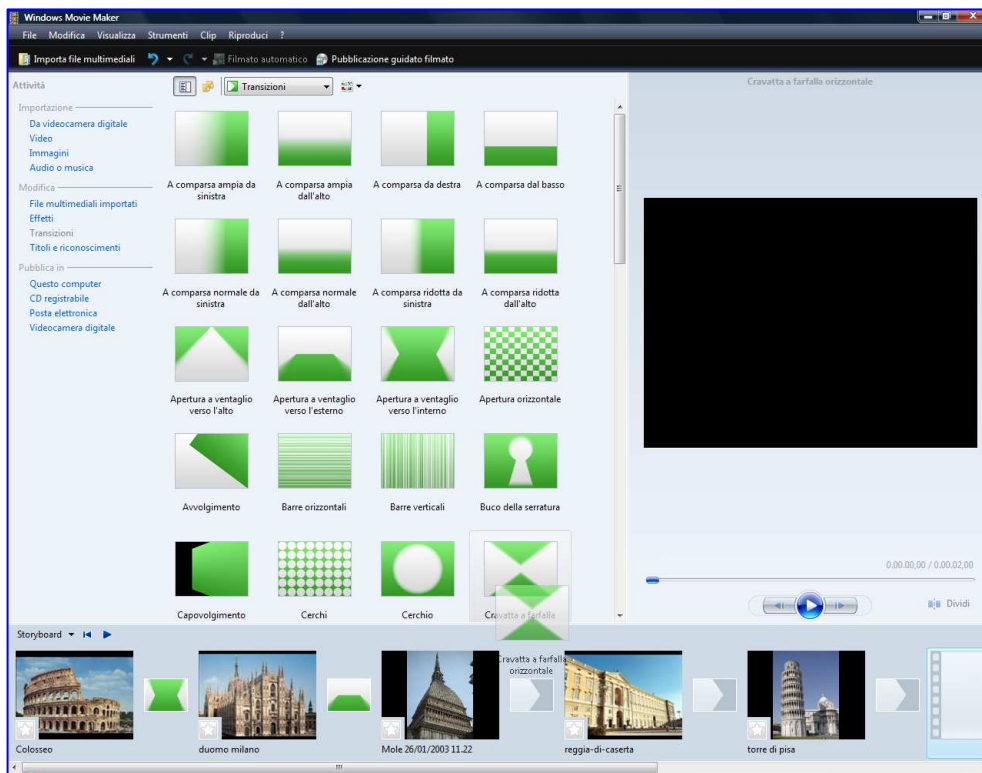 Windows Movie Maker
File Modifica Visualizza Strumenti Clip Riproduci ?
Importa file multimediali Filmato automatico Pubblicazione guidato filmato
Attività
Transizioni
Cravatta a farfalla orizzontale
Importazione
Da videocamera digitale
Video
Immagini
Audio o musica
Modifica
File multimediali importati
Effetti
Transizioni
Titoli e riconoscimenti
Pubblica in
Questo computer
CD registrabile
Posta elettronica
Videocamera digitale
A comparsa ampia da
sinistra
A comparsa ampia
dall'alto
A comparsa da destra
A comparsa dal basso
A comparsa normale da
sinistra
A comparsa normale
dall'alto
A comparsa ridotta da
sinistra
A comparsa ridotta
dall'alto
Apertura a ventaglio
verso l'alto
Apertura a ventaglio
verso l'esterno
Apertura a ventaglio
verso l'interno
Apertura orizzontale
Avvolgimento
Barre orizzontali
Barre verticali
Buco della serratura
Capovolgimento
Cerchi
Cerchio
Cravatta a farfalla
0.00.00,00 / 0.00.02,00
Dividi
Storyboard
Cravatta a farfalla
orizzontale
Colosseo
duomo milano
Mole 26/01/2003 11.22
reggia-di-caserta
torre di pisa